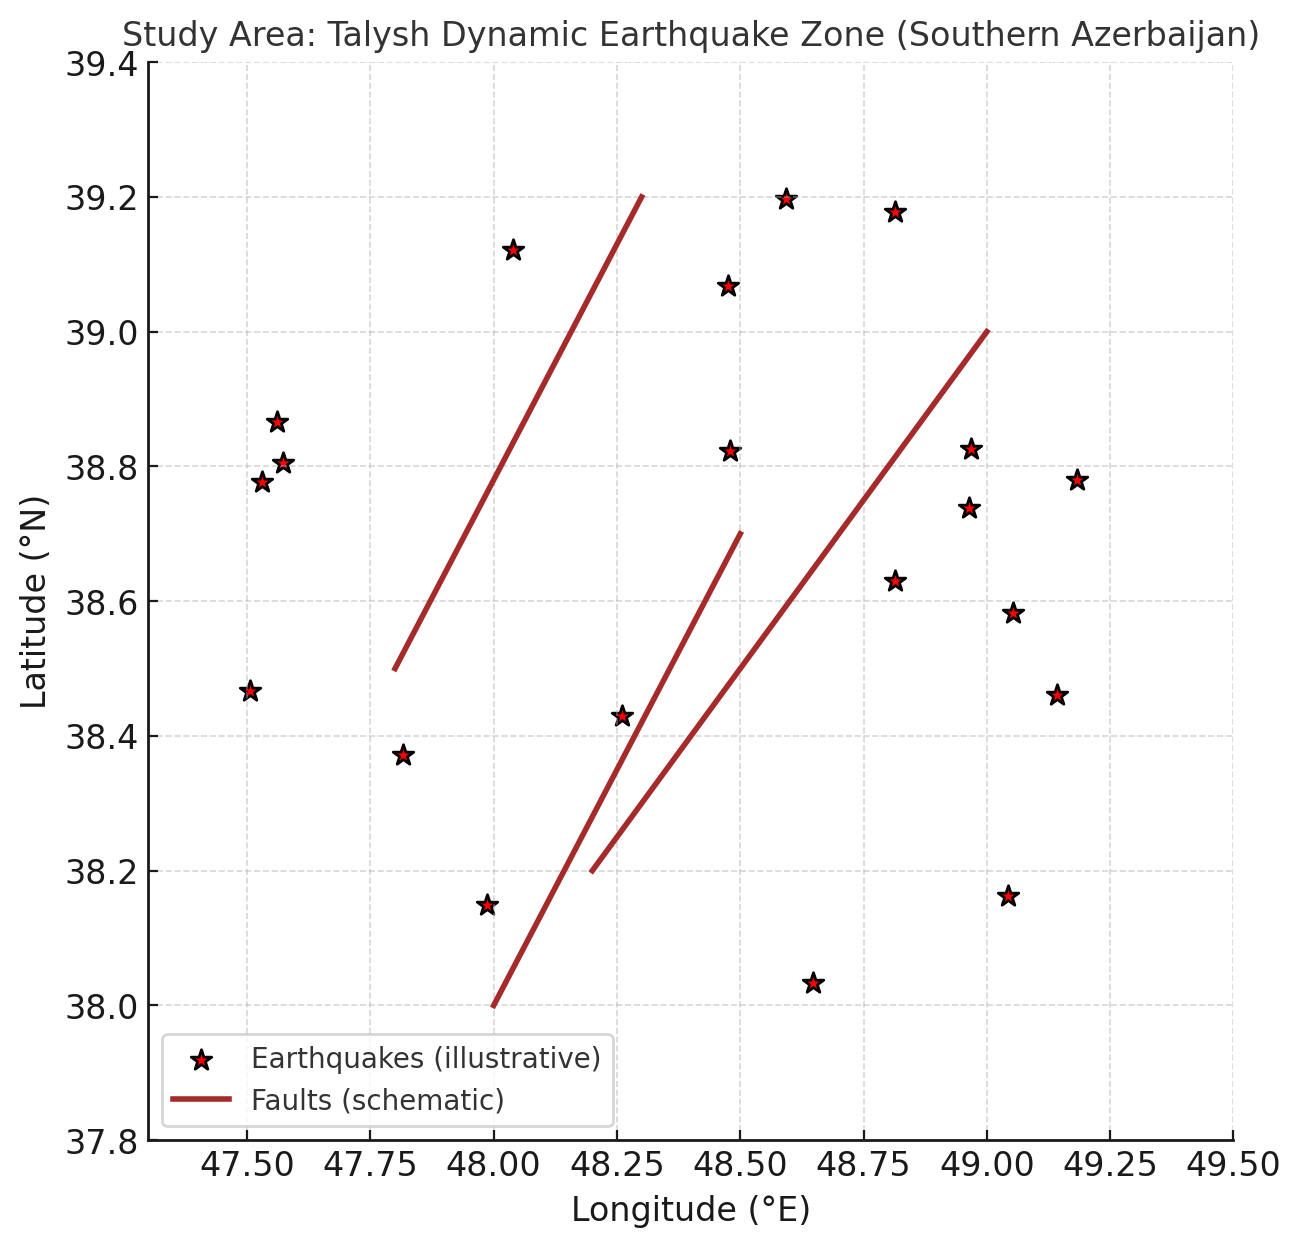 Study Area: Talysh Dynamic Earthquake Zone (Southern Azerbaijan)
39.4
39.2
39.0
38.8
38.6
38.4
38.2
38.0
37.8
Latitude (°N)
Earthquakes (illustrative)
Faults (schematic)
47.50 47.75 48.00 48.25 48.50 48.75 49.00 49.25 49.50
Longitude (°E)